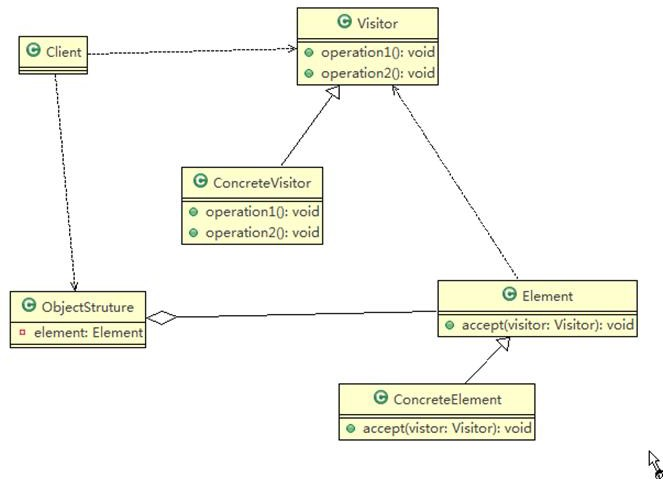 Visitor
operation1(): void
operation2(): void
Client
ConcreteVisitor
operation1(): void
operation2(): void
ObjectStruture
element: Element
Element
accept(visitor: Visitor): void
ConcreteElement
accept(vistor: Visitor): void